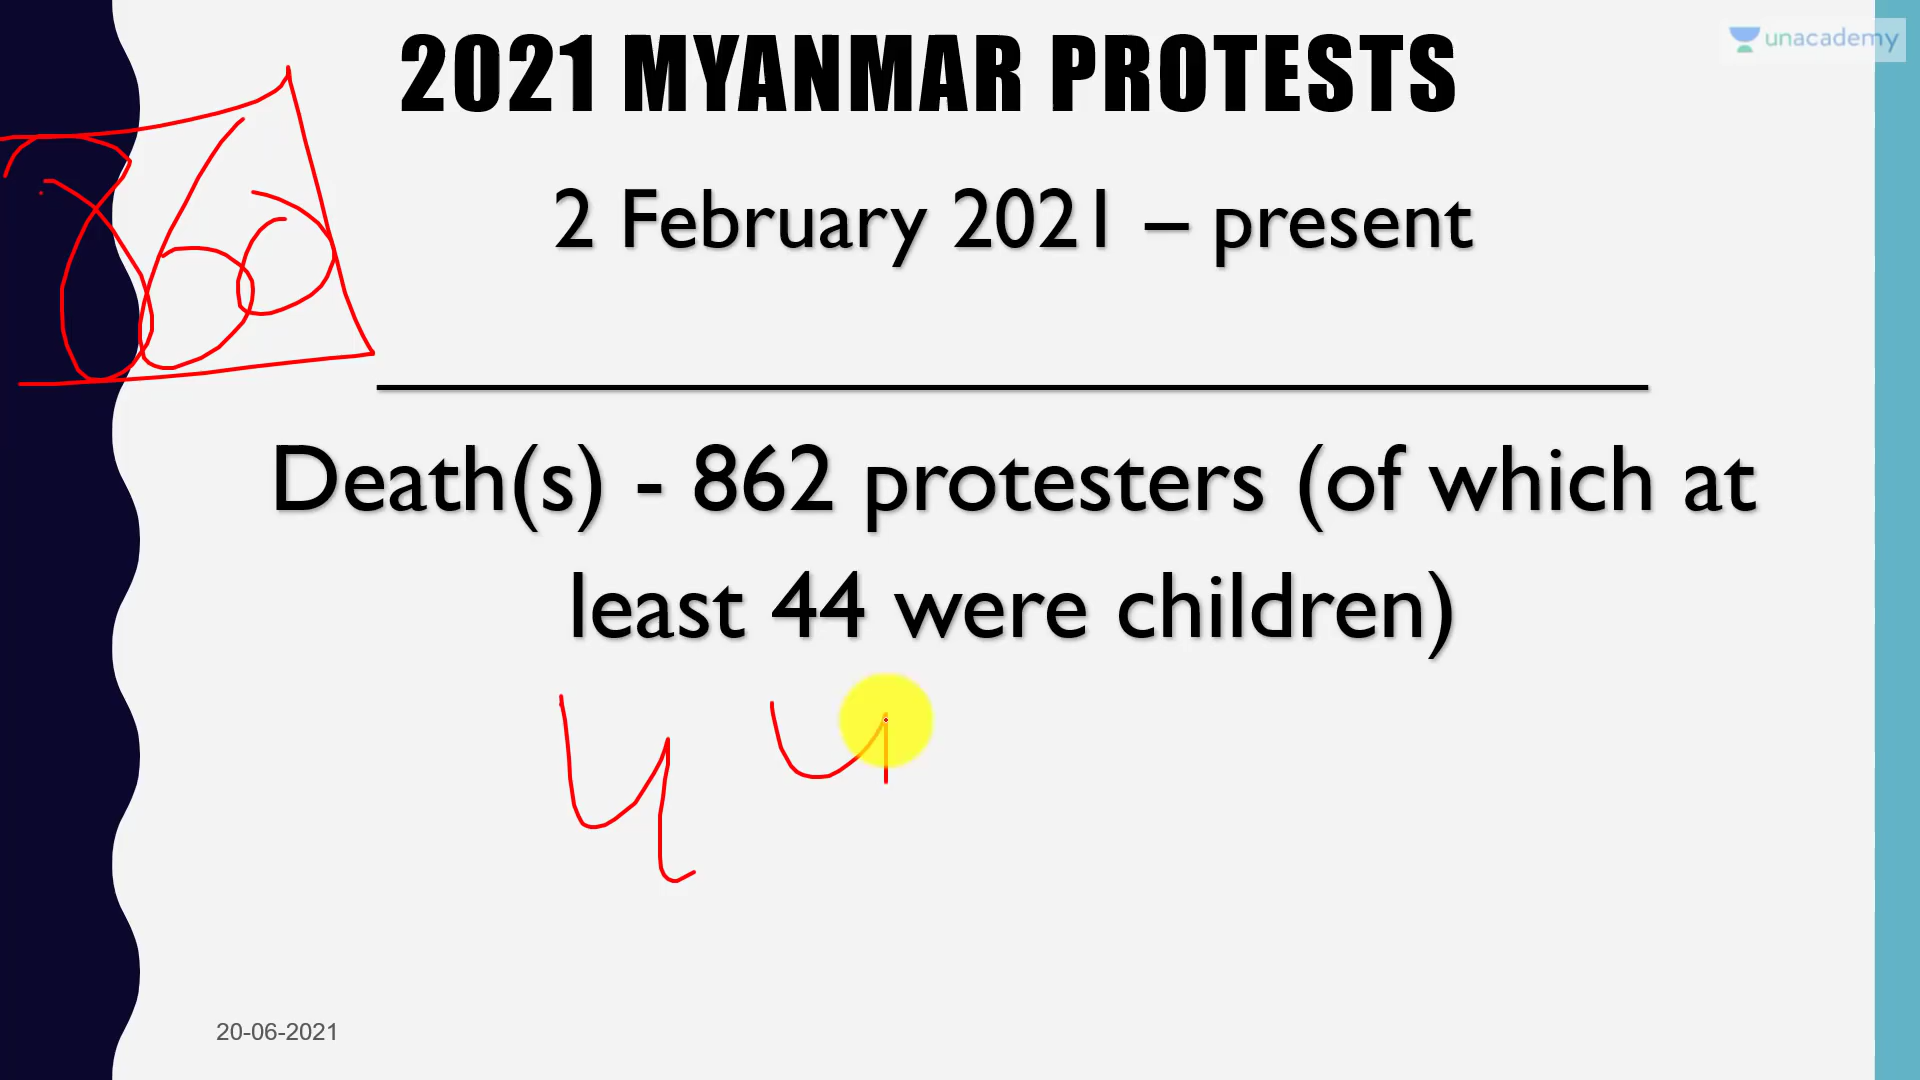 unacademy
2021 MYANMAR PROTESTS
2 February 2021 – present
Death(s) - 862 protesters (of which at
least 44 were children)
44
20-06-2021